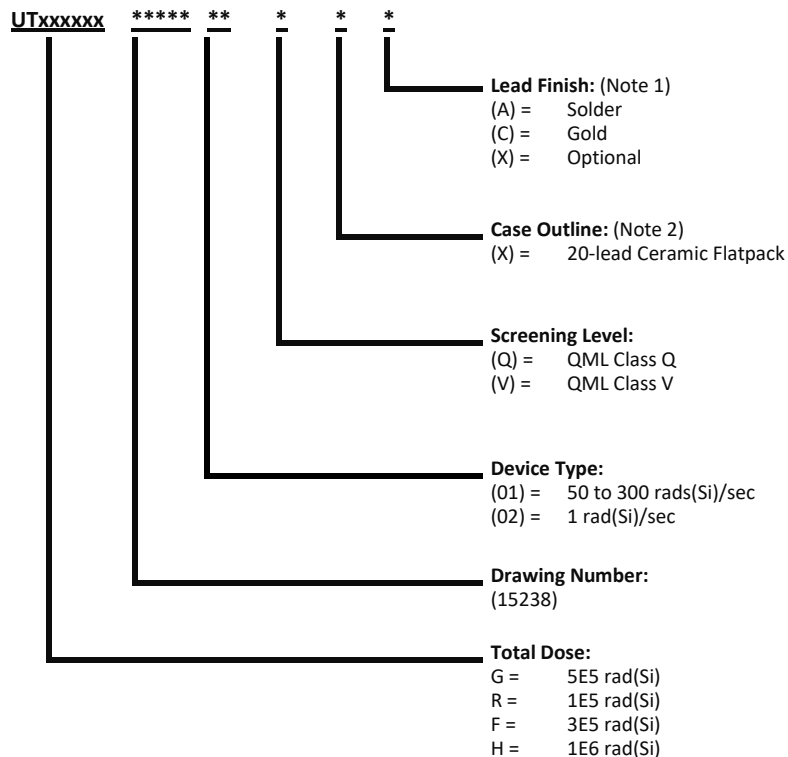 UTxxxxxx ***** ** * * *
Lead Finish: (Note 1)
(A) = Solder
(C) = Gold
(X) = Optional
Case Outline: (Note 2)
(X) = 20-lead Ceramic Flatpack
Screening Level:
(Q) = QML Class Q
(V) = QML Class V
Device Type:
(01) = 50 to 300 rads(Si)/sec
(02) = 1 rad(Si)/sec
Drawing Number:
(15238)
Total Dose:
G = 5E5 rad(Si)
R = 1E5 rad(Si)
F = 3E5 rad(Si)
H = 1E6 rad(Si)